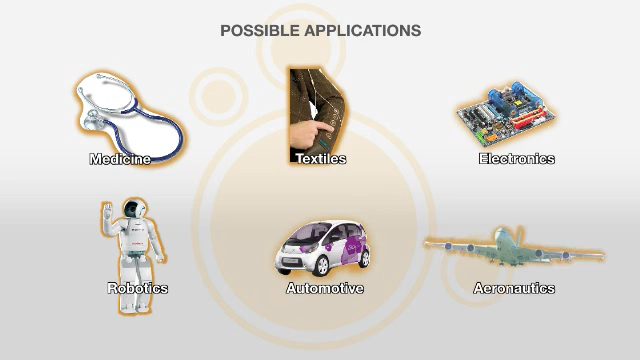 POSSIBLE APPLICATIONS
Medicine
Textiles
Electronics
Robotics
Automotive
Aeronautics